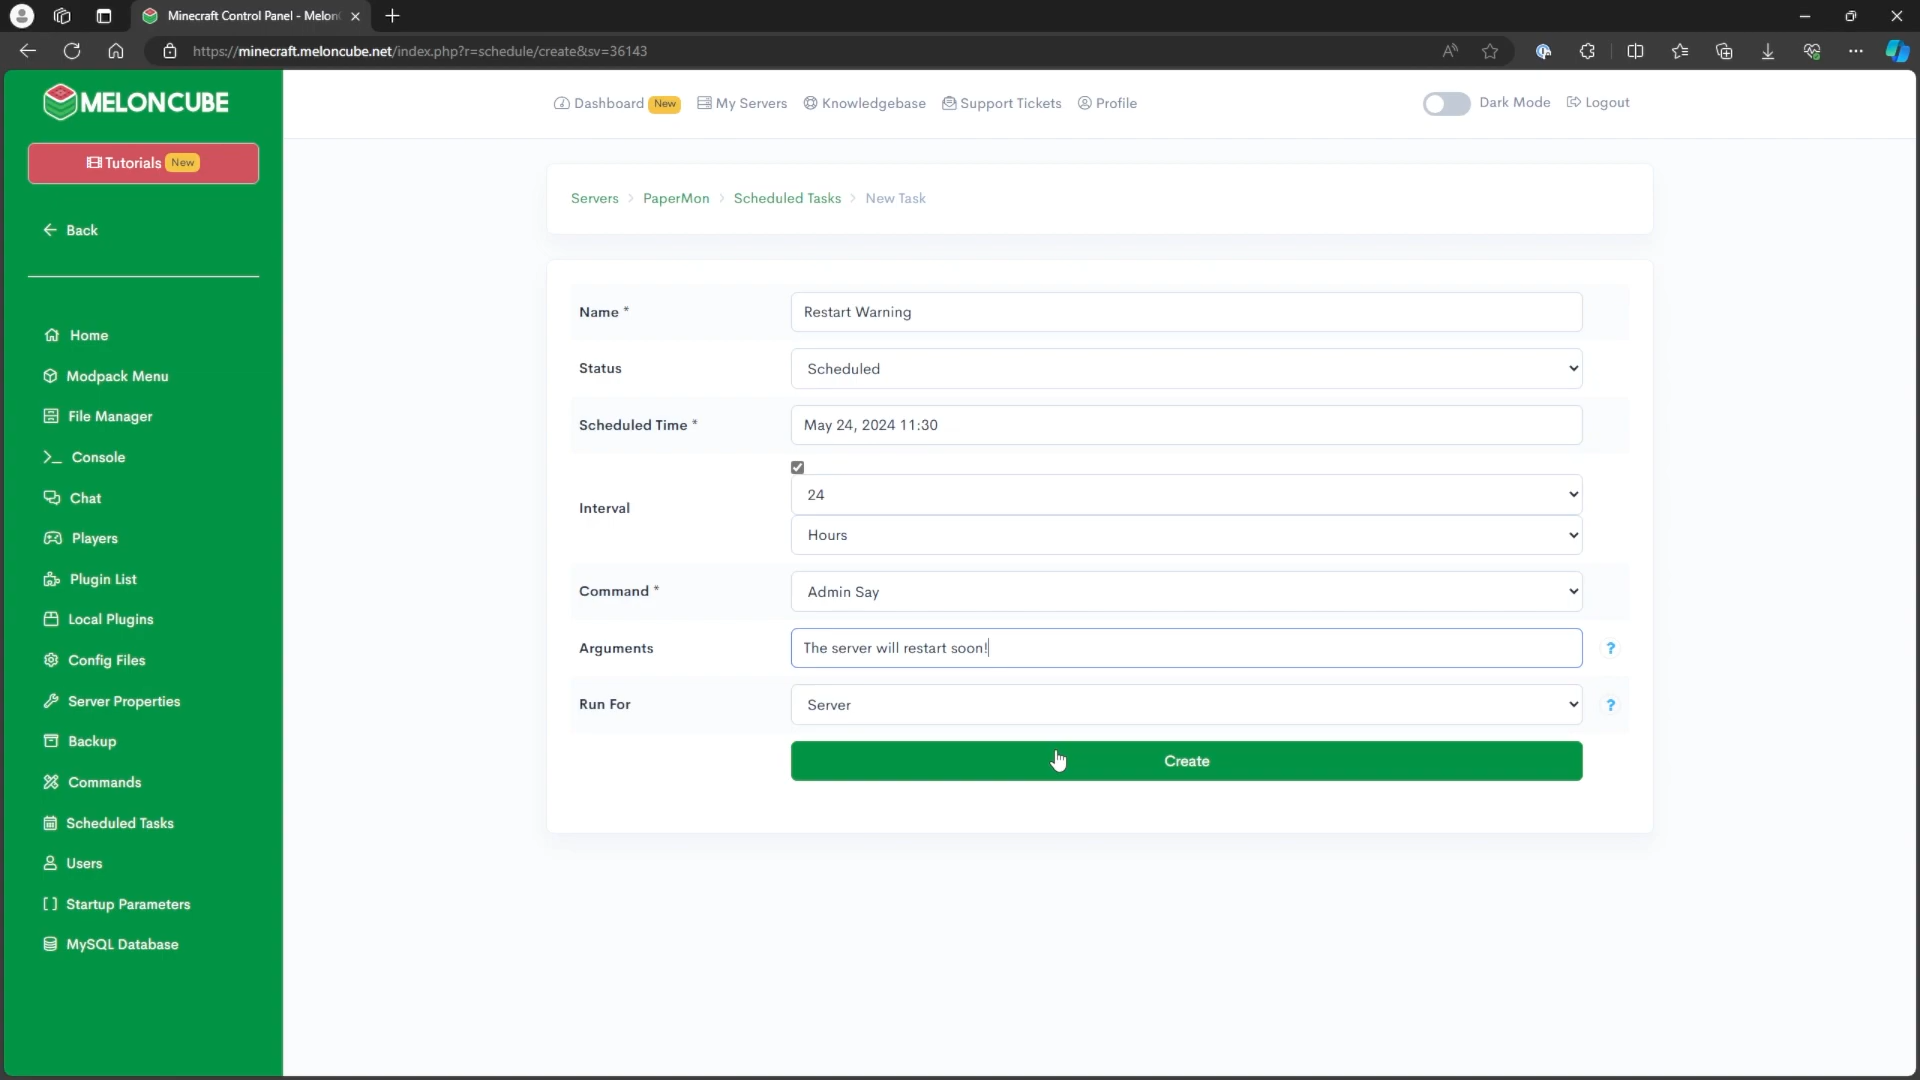 Minecraft Control Panel - Melon
https://minecraft.meloncube.net/index.php?r=schedule/create&sv=36143
MELONCUBE
Dashboard New My Servers Knowledgebase Support Tickets Profile Dark Mode Logout
Tutorials New
Back
Servers > PaperMon > Scheduled Tasks > New Task
Home
Modpack Menu
File Manager
Console
Chat
Players
Plugin List
Local Plugins
Config Files
Server Properties
Backup
Commands
Scheduled Tasks
Users
Startup Parameters
MySQL Database
Name * Restart Warning
Status Scheduled
Scheduled Time * May 24, 2024 11:30
Interval
24
Hours
Command * Admin Say
Arguments The server will restart soon! ?
Run For Server ?
Create